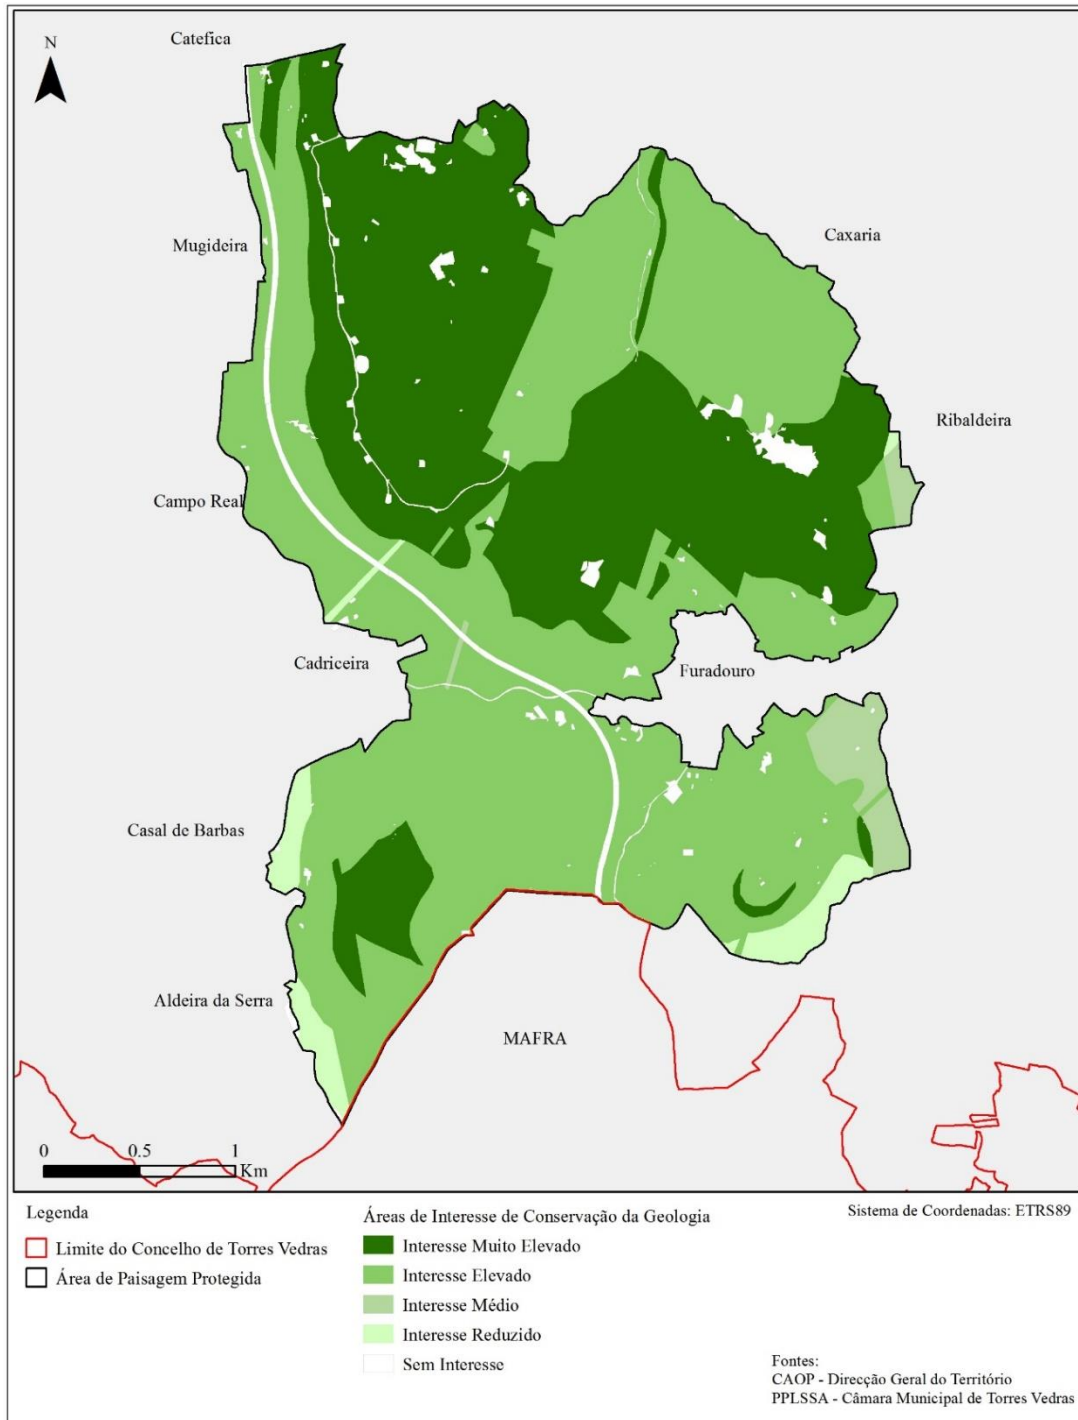 Catefica
N
Mugideira
Caxaria
Ribaldeira
Campo Real
Cadriceira
Furadouro
Casal de Barbas
Aldeira da Serra
MAFRA
0 0.5 1
Km
Legenda
Limite do Concelho de Torres Vedras
Área de Paisagem Protegida
Áreas de Interesse de Conservação da Geologia
Interesse Muito Elevado
Interesse Elevado
Interesse Médio
Interesse Reduzido
Sem Interesse
Sistema de Coordenadas: ETRS89
Fontes:
CAOP - Direcção Geral do Território
PPLSSA - Câmara Municipal de Torres Vedras